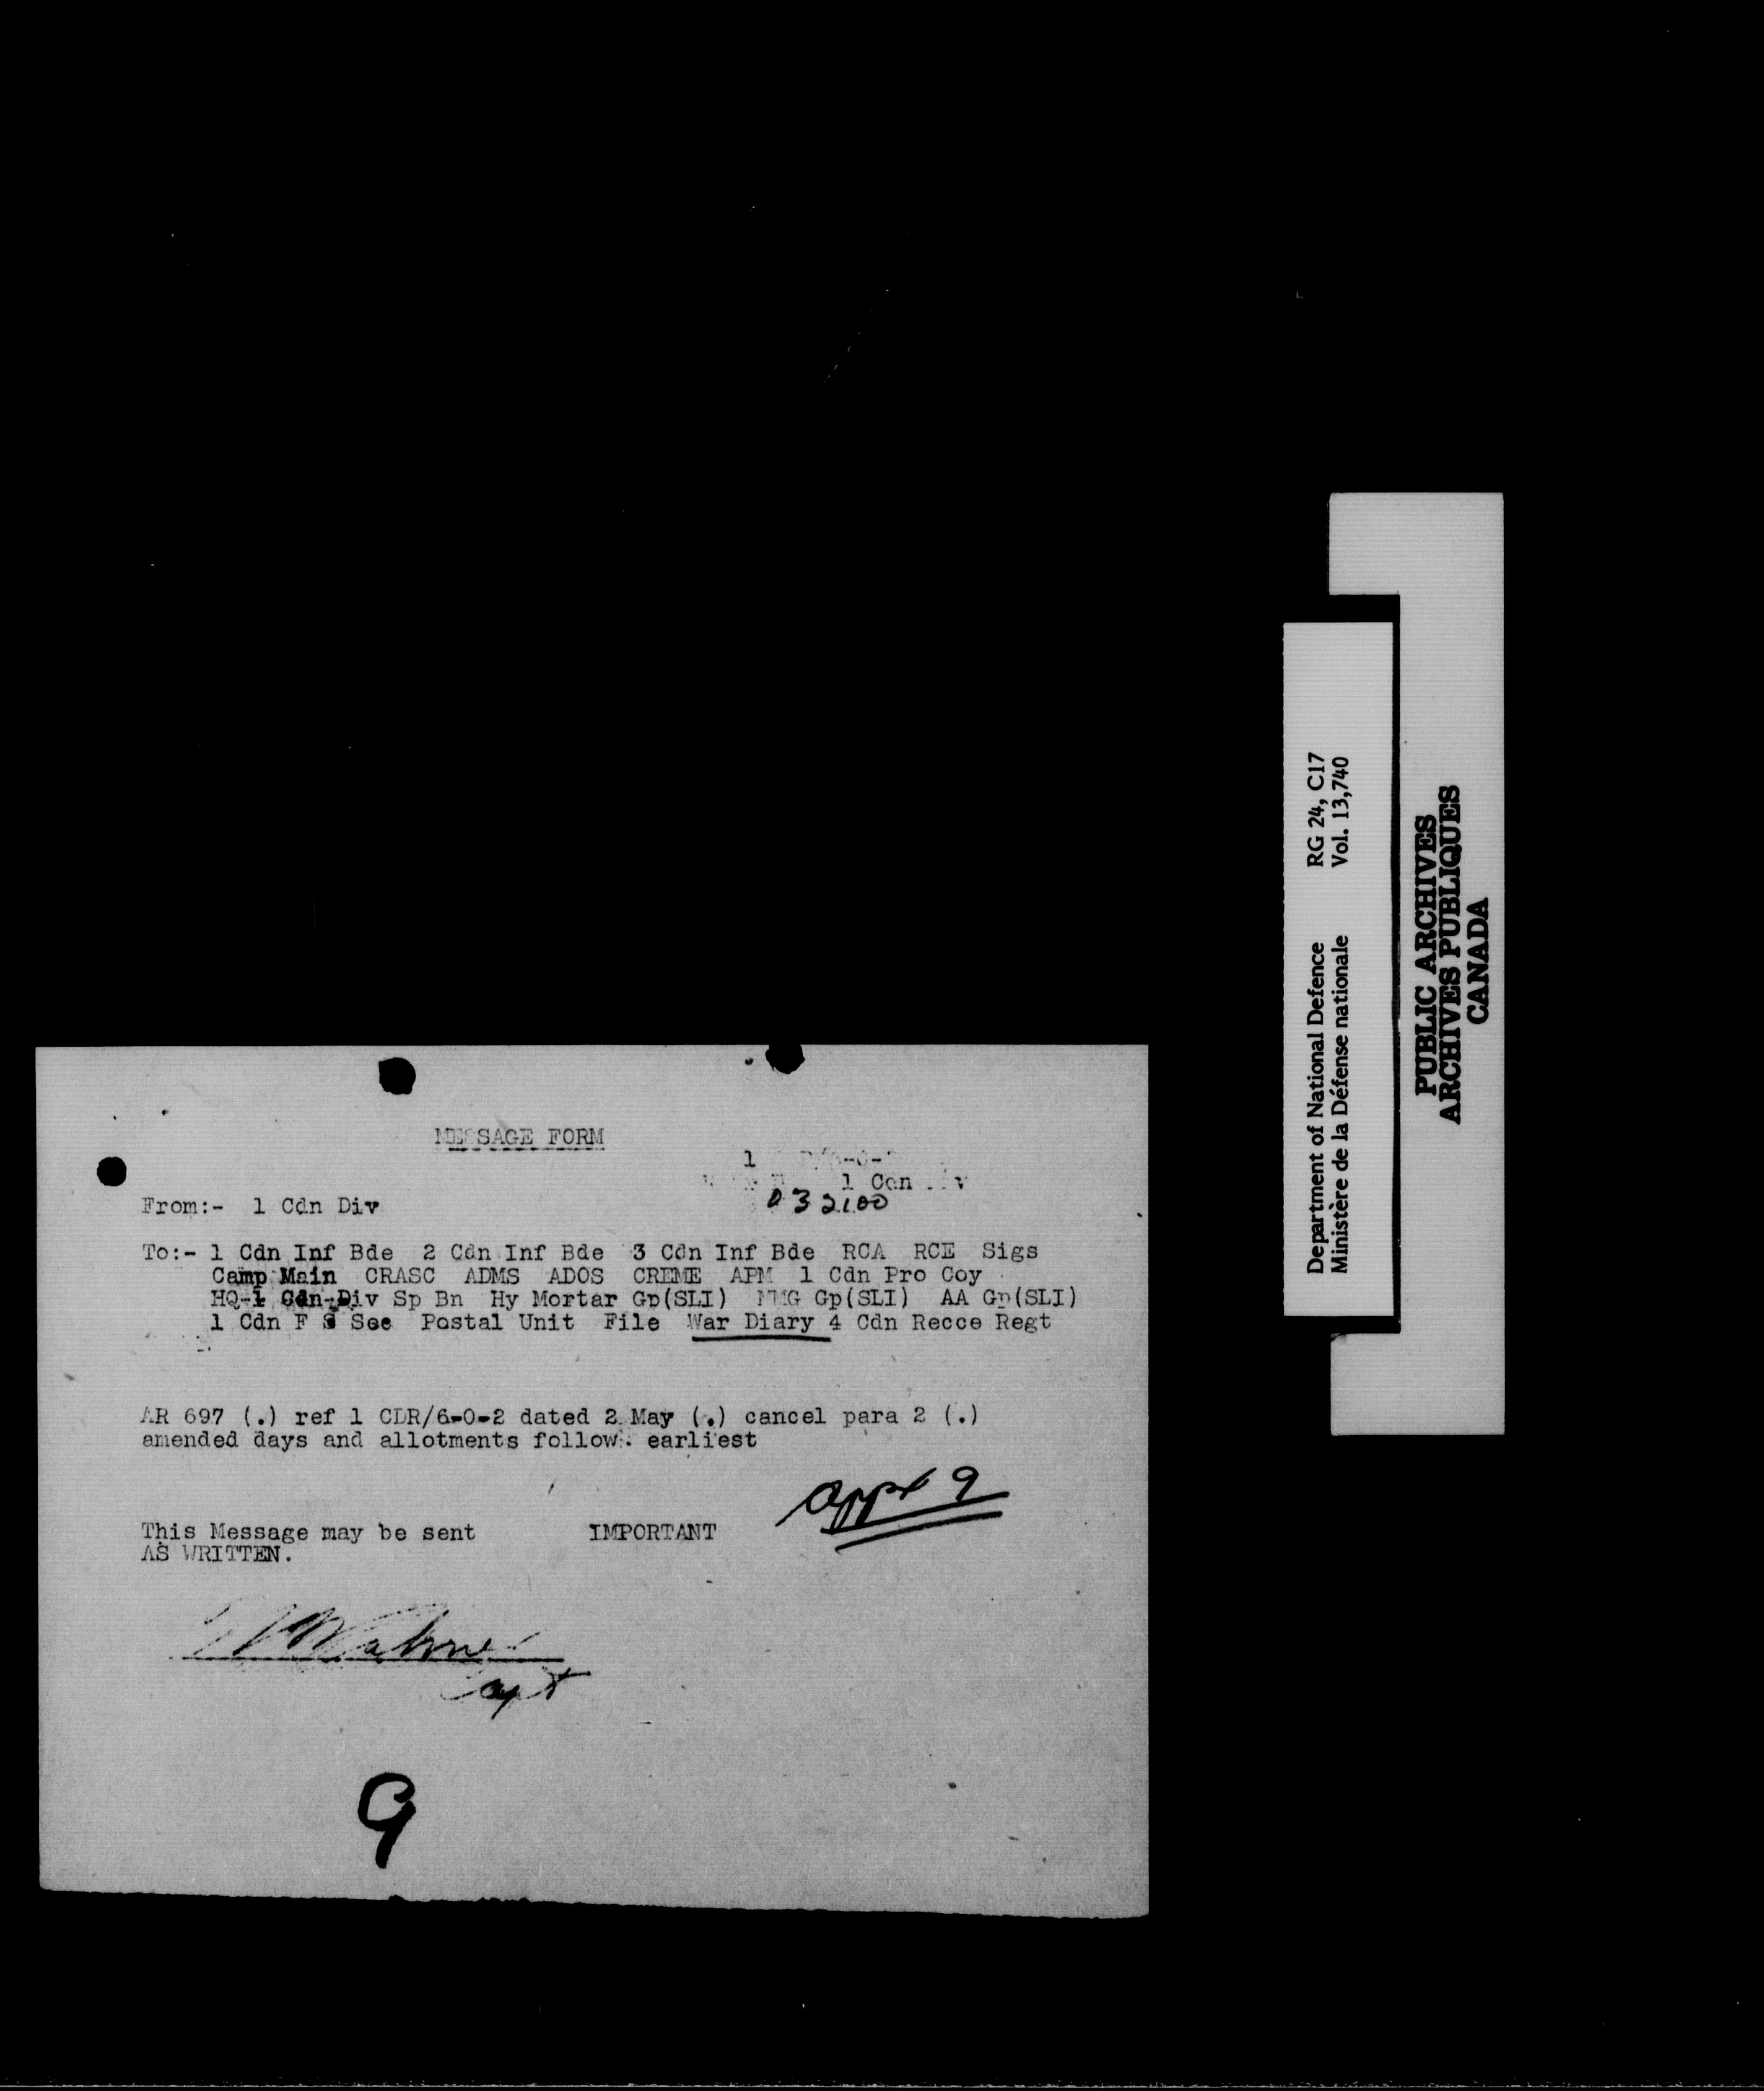 MESSAGE FORM
1 Cdn Div
032100
From:- 1 Cdn Div
To:- 1 Cdn Inf Bde 2 Cdn Inf Bde 3 Cdn Inf Bde RCA RCE Sigs
Camp Main CRASC ADMS ADOS CREME APM 1 Cdn Pro Coy
HQ-1 Cdn-Div Sp Bn Hy Mortar Gp(SLI) MMG Gp(SLI) AA Gp(SLI)
1 Cdn F S Sec Postal Unit File War Diary 4 Cdn Recce Regt
AR 697 (.) ref 1 CDR/6-0-2 dated 2 May (.) cancel para 2 (.)
amended days and allotments follow. earliest
Appx 9
This Message may be sent IMPORTANT
AS WRITTEN.
Capt
9
Department of National Defence RG 24, C17
Ministère de la Défense nationale Vol. 13,740
PUBLIC ARCHIVES
ARCHIVES PUBLIQUES
CANADA